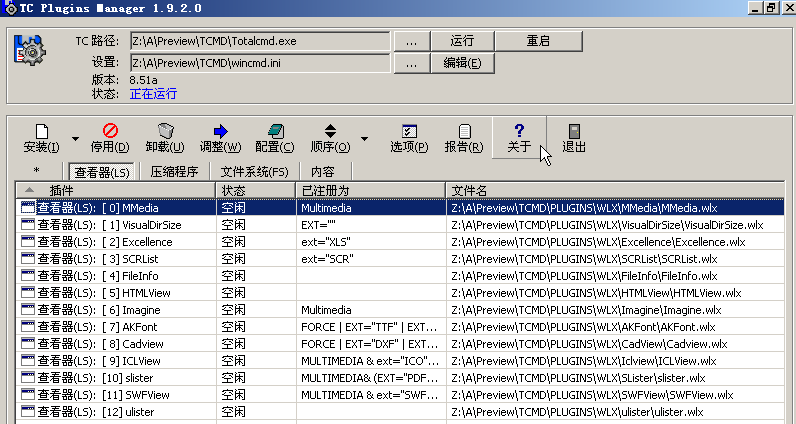 TC Plugins Manager 1.9.2.0
TC 路径: Z:\A\Preview\TCMD\Totalcmd.exe ... 运行 重启
设置: Z:\A\Preview\TCMD\wincmd.ini ... 编辑(E)
版本: 8.51a
状态: 正在运行
安装(I) 停用(D) 卸载(U) 调整(W) 配置(C) 顺序(O) 选项(P) 报告(R) 关于 退出
* 查看器(LS) 压缩程序 文件系统(FS) 内容
插件 状态 已注册为 文件名
查看器(LS): [ 0] MMedia 空闲 Multimedia Z:\A\Preview\TCMD\PLUGINS\WLX\MMedia\MMedia.wlx
查看器(LS): [ 1] VisualDirSize 空闲 EXT="" Z:\A\Preview\TCMD\PLUGINS\WLX\VisualDirSize\VisualDirSize.wlx
查看器(LS): [ 2] Excellence 空闲 ext="XLS" Z:\A\Preview\TCMD\PLUGINS\WLX\Excellence\Excellence.wlx
查看器(LS): [ 3] SCRList 空闲 ext="SCR" Z:\A\Preview\TCMD\PLUGINS\WLX\SCRList\SCRList.wlx
查看器(LS): [ 4] FileInfo 空闲 Z:\A\Preview\TCMD\PLUGINS\WLX\FileInfo\FileInfo.wlx
查看器(LS): [ 5] HTMLView 空闲 Z:\A\Preview\TCMD\PLUGINS\WLX\HTMLView\HTMLView.wlx
查看器(LS): [ 6] Imagine 空闲 Multimedia Z:\A\Preview\TCMD\PLUGINS\WLX\Imagine\Imagine.wlx
查看器(LS): [ 7] AKFont 空闲 FORCE | EXT="TTF" | EXT... Z:\A\Preview\TCMD\PLUGINS\WLX\AKFont\AKFont.wlx
查看器(LS): [ 8] Cadview 空闲 FORCE | EXT="DXF" | EXT... Z:\A\Preview\TCMD\PLUGINS\WLX\CadView\Cadview.wlx
查看器(LS): [ 9] ICLView 空闲 MULTIMEDIA & ext="ICO"... Z:\A\Preview\TCMD\PLUGINS\WLX\Iclview\ICLView.wlx
查看器(LS): [10] slister 空闲 MULTIMEDIA& (EXT="PDF... Z:\A\Preview\TCMD\PLUGINS\WLX\SLister\slister.wlx
查看器(LS): [11] SWFView 空闲 MULTIMEDIA & ext="SWF... Z:\A\Preview\TCMD\PLUGINS\WLX\SWFView\SWFView.wlx
查看器(LS): [12] ulister 空闲 Z:\A\Preview\TCMD\PLUGINS\WLX\ulister\ulister.wlx